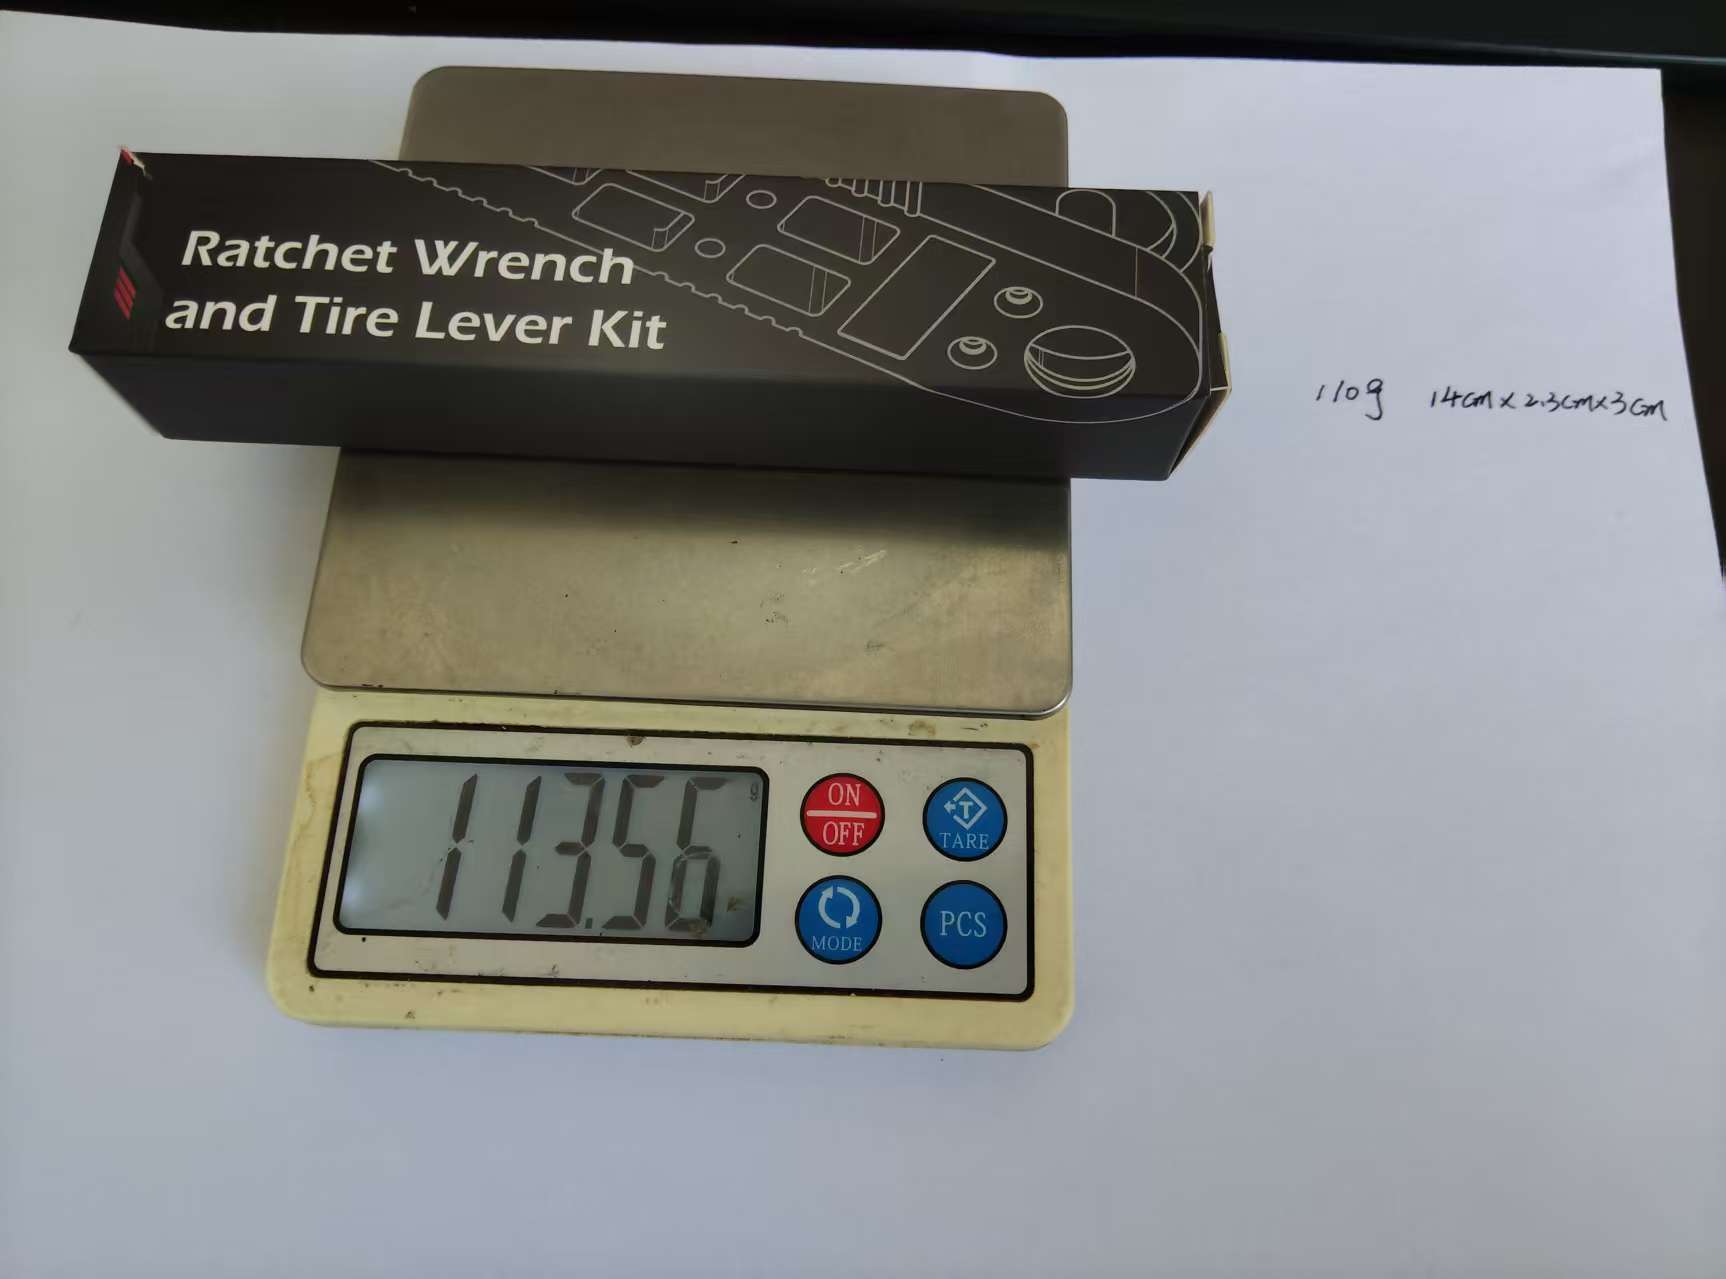 Ratchet Wrench
and Tire Lever Kit
110g 14cm×2.3cm×3cm
113.56 g
ON
OFF
TARE
MODE
PCS